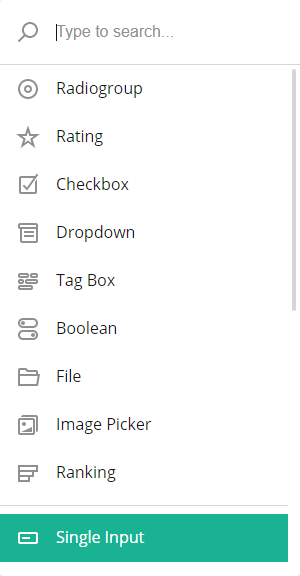 Type to search...
Radiogroup
Rating
Checkbox
Dropdown
Tag Box
Boolean
File
Image Picker
Ranking
Single Input